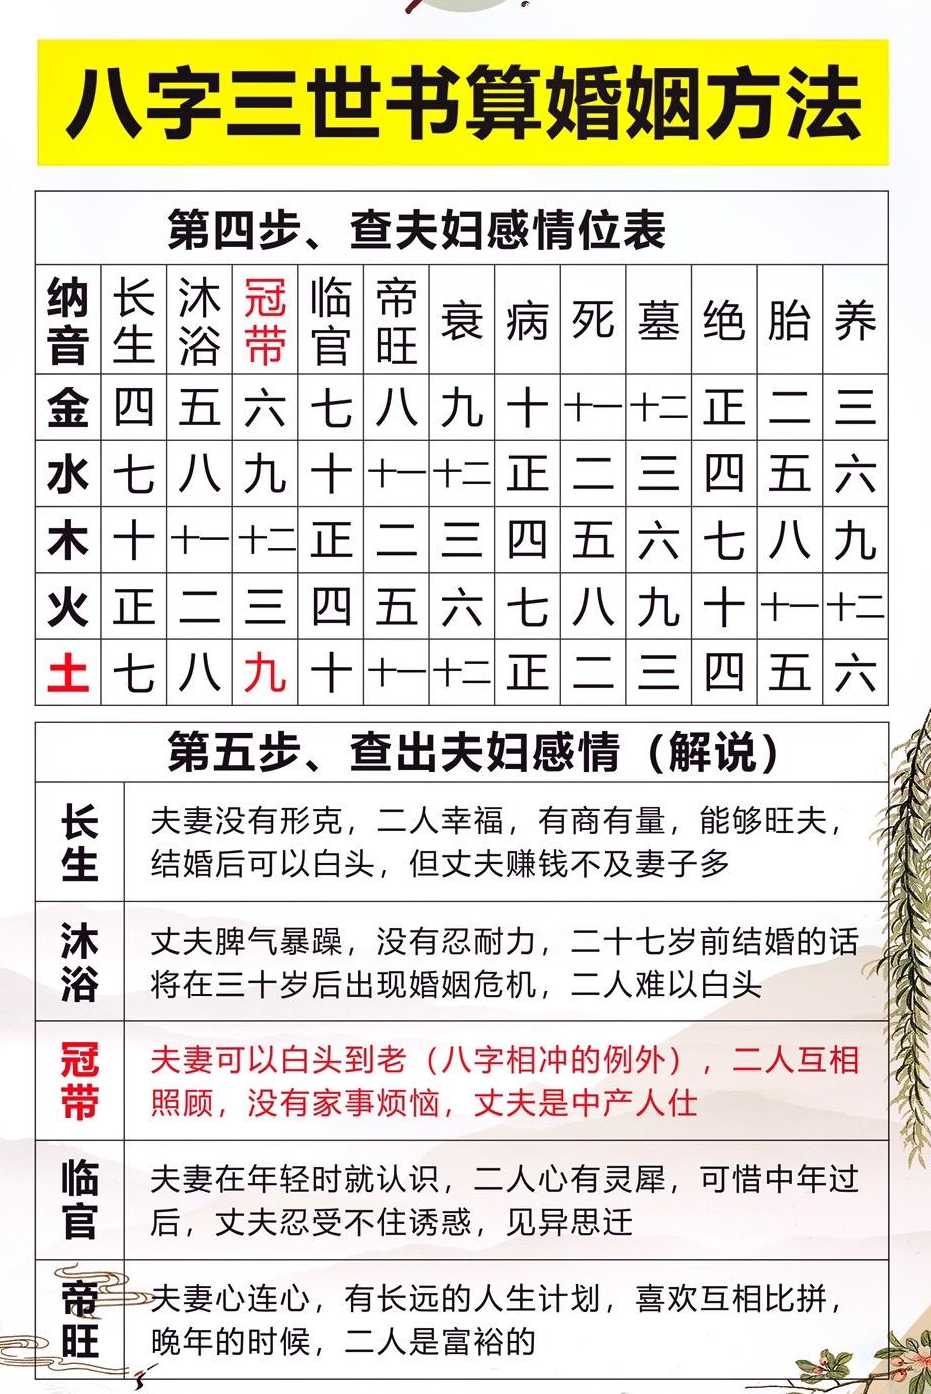 八字三世书算婚姻方法
第四步、查夫妇感情位表
纳音 长生 沐浴 冠带 临官 帝旺 衰 病 死 墓 绝 胎 养
金 四 五 六 七 八 九 十 十一 十二 正 二 三
水 七 八 九 十 十一 十二 正 二 三 四 五 六
木 十 十一 十二 正 二 三 四 五 六 七 八 九
火 正 二 三 四 五 六 七 八 九 十 十一 十二
土 七 八 九 十 十一 十二 正 二 三 四 五 六
第五步、查出夫妇感情（解说）
长生
夫妻没有形克，二人幸福，有商有量，能够旺夫，
结婚后可以白头，但丈夫赚钱不及妻子多
沐浴
丈夫脾气暴躁，没有忍耐力，二十七岁前结婚的话
将在三十岁后出现婚姻危机，二人难以白头
冠带
夫妻可以白头到老（八字相冲的例外），二人互相
照顾，没有家事烦恼，丈夫是中产人仕
临官
夫妻在年轻时就认识，二人心有灵犀，可惜中年过
后，丈夫忍受不住诱惑，见异思迁
帝旺
夫妻心连心，有长远的人生计划，喜欢互相比拼，
晚年的时候，二人是富裕的